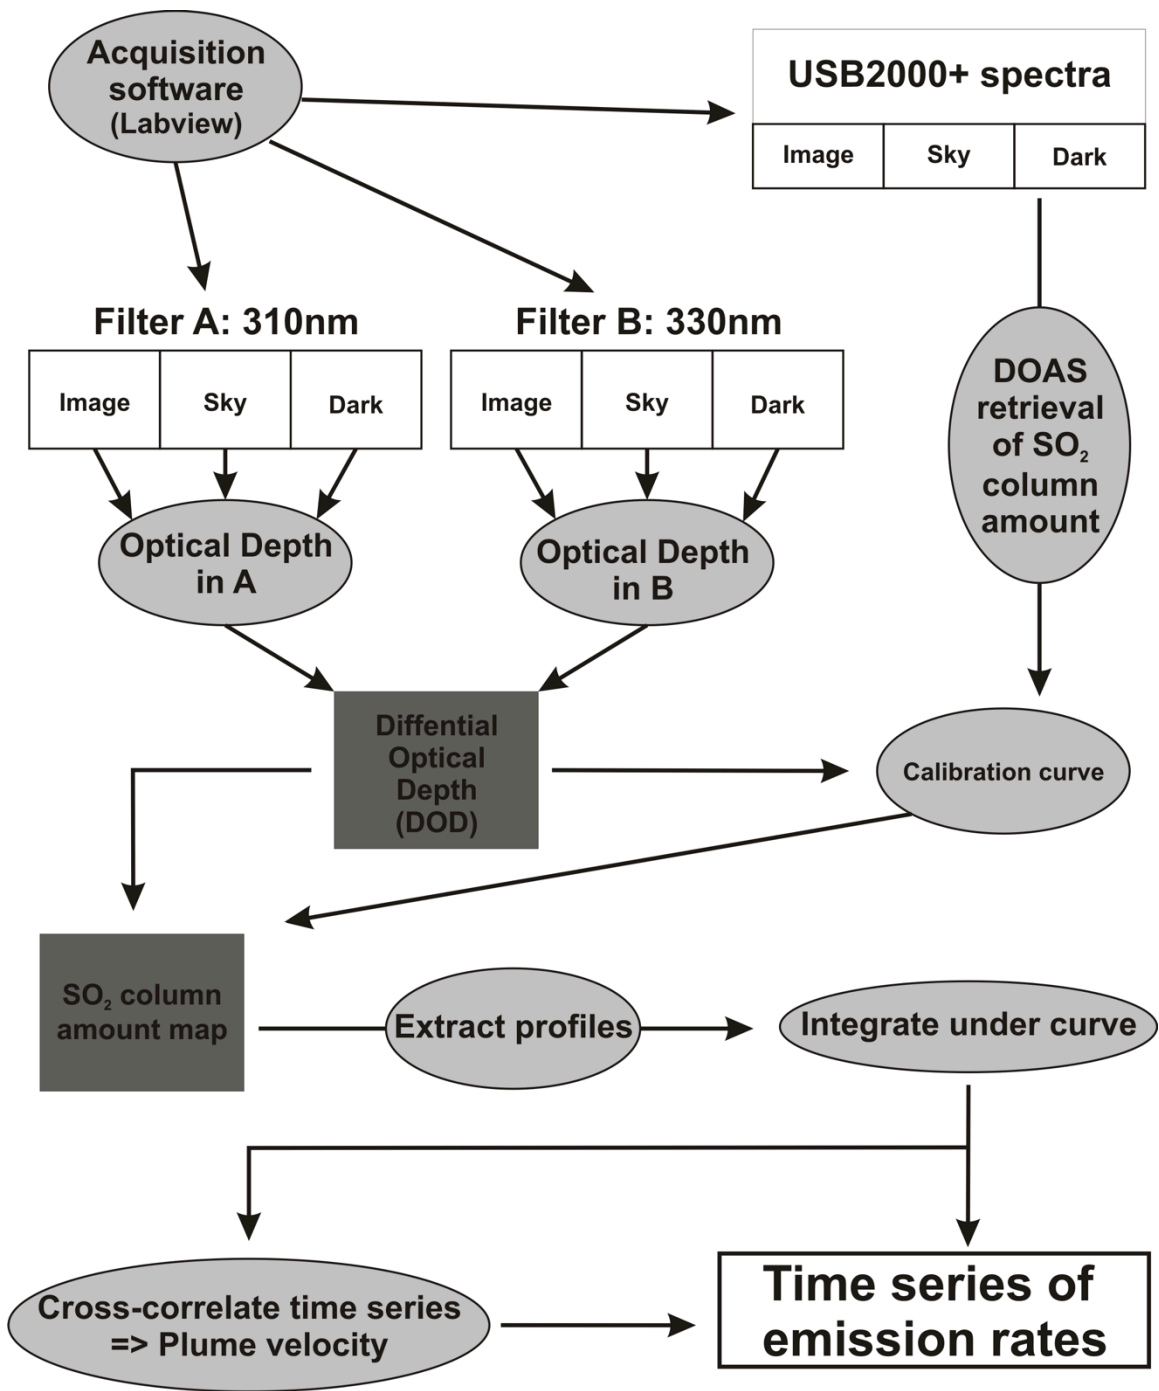 Acquisition
software
(Labview)
USB2000+ spectra
Image Sky Dark
Filter A: 310nm
Filter B: 330nm
Image Sky Dark
Image Sky Dark
DOAS
retrieval
of SO₂
column
amount
Optical Depth
in A
Optical Depth
in B
Diffential
Optical
Depth
(DOD)
Calibration curve
SO₂ column
amount map
Extract profiles
Integrate under curve
Cross-correlate time series
=> Plume velocity
Time series of
emission rates